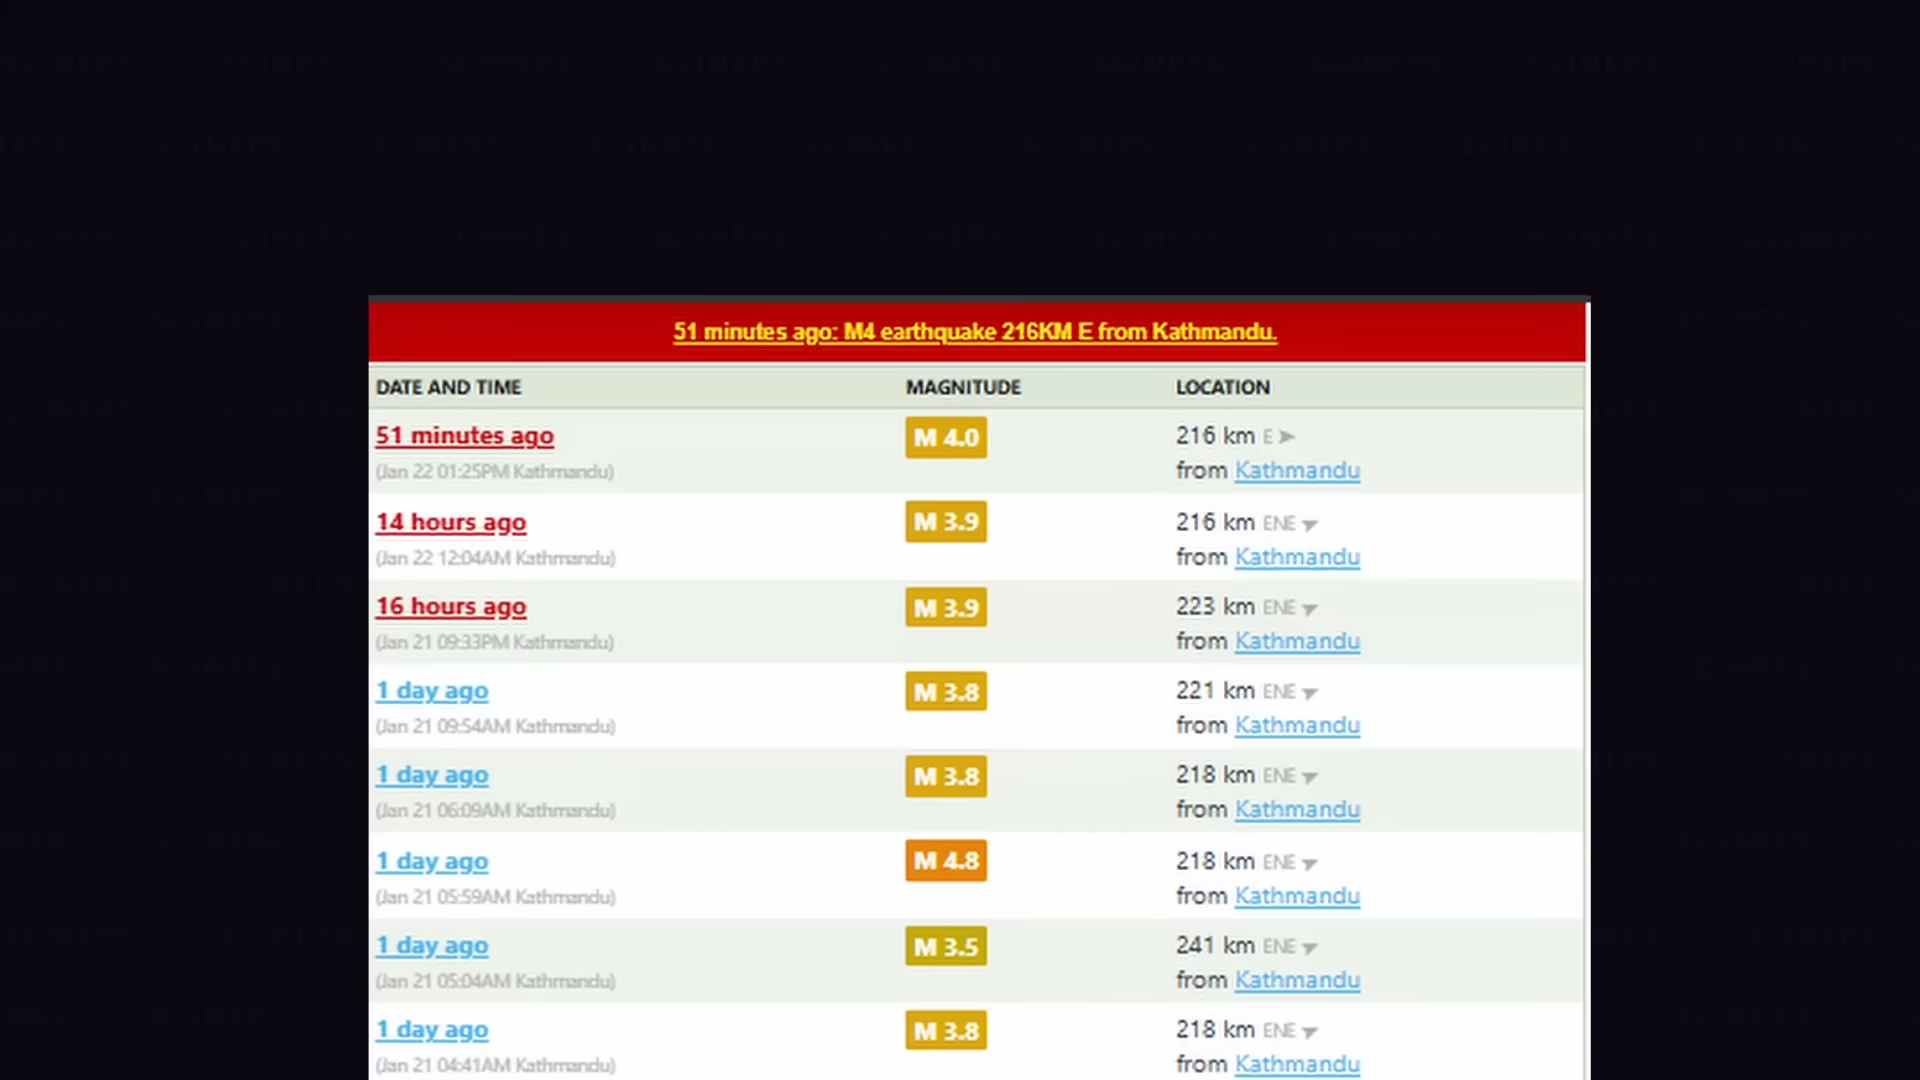 51 minutes ago: M4 earthquake 216KM E from Kathmandu.
DATE AND TIME MAGNITUDE LOCATION
51 minutes ago M 4.0 216 km E
(Jan 22 01:25PM Kathmandu) from Kathmandu
14 hours ago M 3.9 216 km ENE
(Jan 22 12:04AM Kathmandu) from Kathmandu
16 hours ago M 3.9 223 km ENE
(Jan 21 09:33PM Kathmandu) from Kathmandu
1 day ago M 3.8 221 km ENE
(Jan 21 09:54AM Kathmandu) from Kathmandu
1 day ago M 3.8 218 km ENE
(Jan 21 06:09AM Kathmandu) from Kathmandu
1 day ago M 4.8 218 km ENE
(Jan 21 05:59AM Kathmandu) from Kathmandu
1 day ago M 3.5 241 km ENE
(Jan 21 05:04AM Kathmandu) from Kathmandu
1 day ago M 3.8 218 km ENE
(Jan 21 04:41AM Kathmandu) from Kathmandu